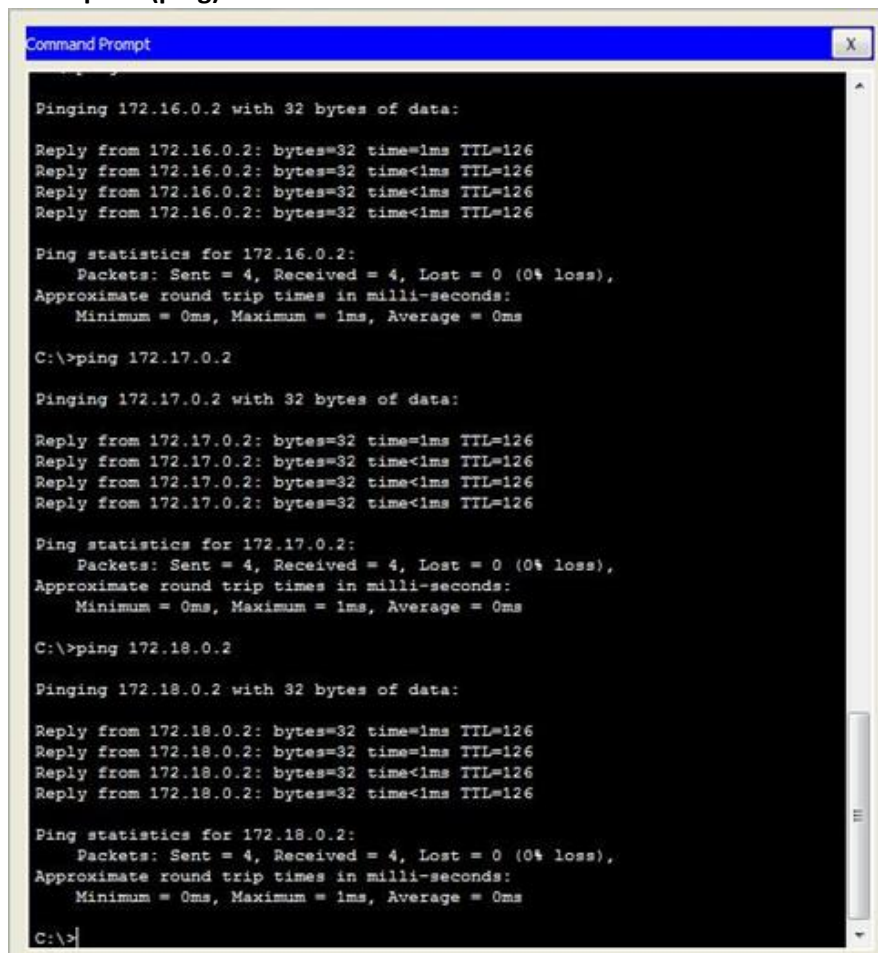 (ping)
Command Prompt
X
Pinging 172.16.0.2 with 32 bytes of data:
Reply from 172.16.0.2: bytes=32 time=1ms TTL=126
Reply from 172.16.0.2: bytes=32 time<1ms TTL=126
Reply from 172.16.0.2: bytes=32 time<1ms TTL=126
Reply from 172.16.0.2: bytes=32 time<1ms TTL=126
Ping statistics for 172.16.0.2:
Packets: Sent = 4, Received = 4, Lost = 0 (0% loss),
Approximate round trip times in milli-seconds:
Minimum = 0ms, Maximum = 1ms, Average = 0ms
C:\>ping 172.17.0.2
Pinging 172.17.0.2 with 32 bytes of data:
Reply from 172.17.0.2: bytes=32 time=1ms TTL=126
Reply from 172.17.0.2: bytes=32 time<1ms TTL=126
Reply from 172.17.0.2: bytes=32 time<1ms TTL=126
Reply from 172.17.0.2: bytes=32 time<1ms TTL=126
Ping statistics for 172.17.0.2:
Packets: Sent = 4, Received = 4, Lost = 0 (0% loss),
Approximate round trip times in milli-seconds:
Minimum = 0ms, Maximum = 1ms, Average = 0ms
C:\>ping 172.18.0.2
Pinging 172.18.0.2 with 32 bytes of data:
Reply from 172.18.0.2: bytes=32 time=1ms TTL=126
Reply from 172.18.0.2: bytes=32 time=1ms TTL=126
Reply from 172.18.0.2: bytes=32 time<1ms TTL=126
Reply from 172.18.0.2: bytes=32 time<1ms TTL=126
Ping statistics for 172.18.0.2:
Packets: Sent = 4, Received = 4, Lost = 0 (0% loss),
Approximate round trip times in milli-seconds:
Minimum = 0ms, Maximum = 1ms, Average = 0ms
C:\>